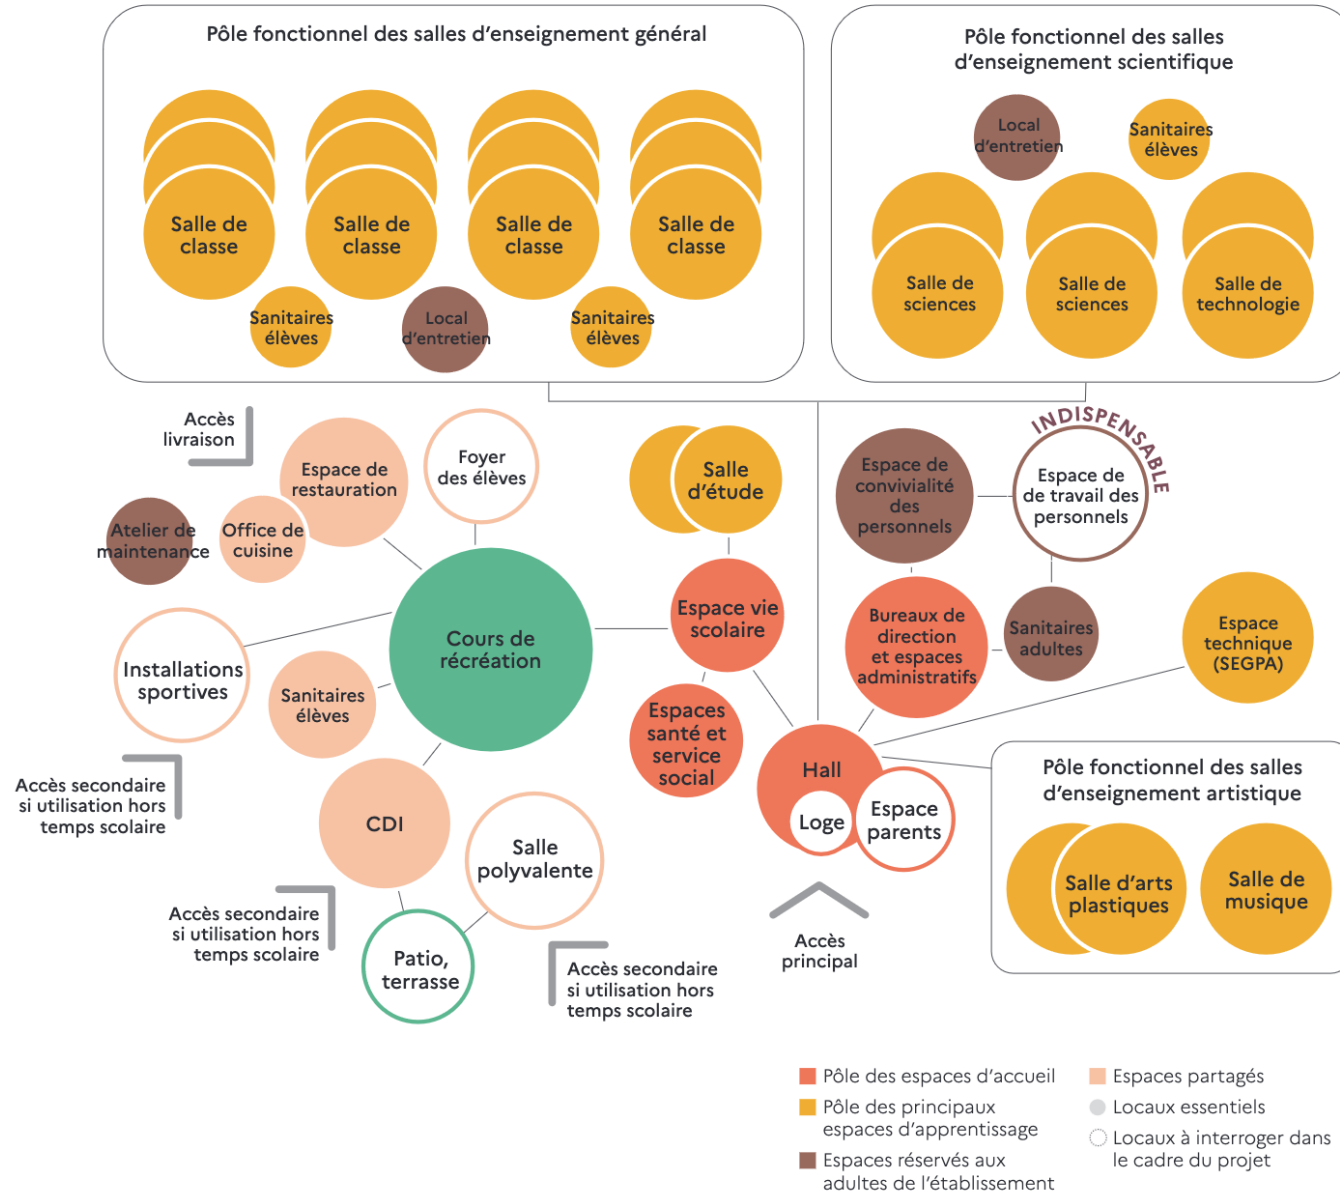 Pôle fonctionnel des salles d'enseignement général
Salle de
classe
Salle de
classe
Salle de
classe
Salle de
classe
Sanitaires
élèves
Local
d'entretien
Sanitaires
élèves
Pôle fonctionnel des salles
d'enseignement scientifique
Local
d'entretien
Sanitaires
élèves
Salle de
sciences
Salle de
sciences
Salle de
technologie
Accès
livraison
Espace de
restauration
Foyer
des élèves
Atelier de
maintenance
Office de
cuisine
Salle
d'étude
Espace de
convivialité
des
personnels
INDISPENSABLE
Espace de
de travail des
personnels
Cours de
récréation
Espace vie
scolaire
Bureaux de
direction
et espaces
administratifs
Sanitaires
adultes
Espace
technique
(SEGPA)
Installations
sportives
Sanitaires
élèves
Espaces
santé et
service
social
Accès secondaire
si utilisation hors
temps scolaire
CDI
Salle
polyvalente
Hall
Loge
Espace
parents
Pôle fonctionnel des salles
d'enseignement artistique
Salle d'arts
plastiques
Salle de
musique
Accès secondaire
si utilisation hors
temps scolaire
Patio,
terrasse
Accès secondaire
si utilisation hors
temps scolaire
Accès
principal
Pôle des espaces d'accueil
Pôle des principaux
espaces d'apprentissage
Espaces réservés aux
adultes de l'établissement
Espaces partagés
Locaux essentiels
Locaux à interroger dans
le cadre du projet